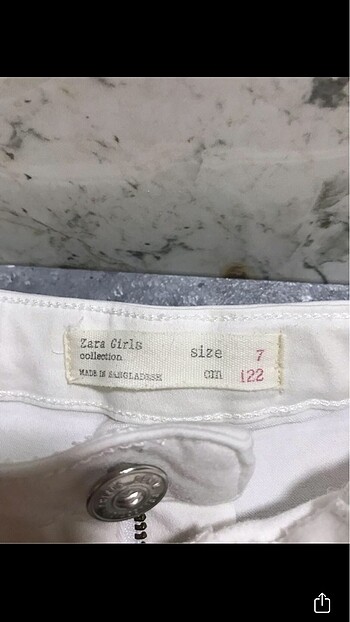 Zara Girls
collection
size 7
MADE IN BANGLADESH
cm 122